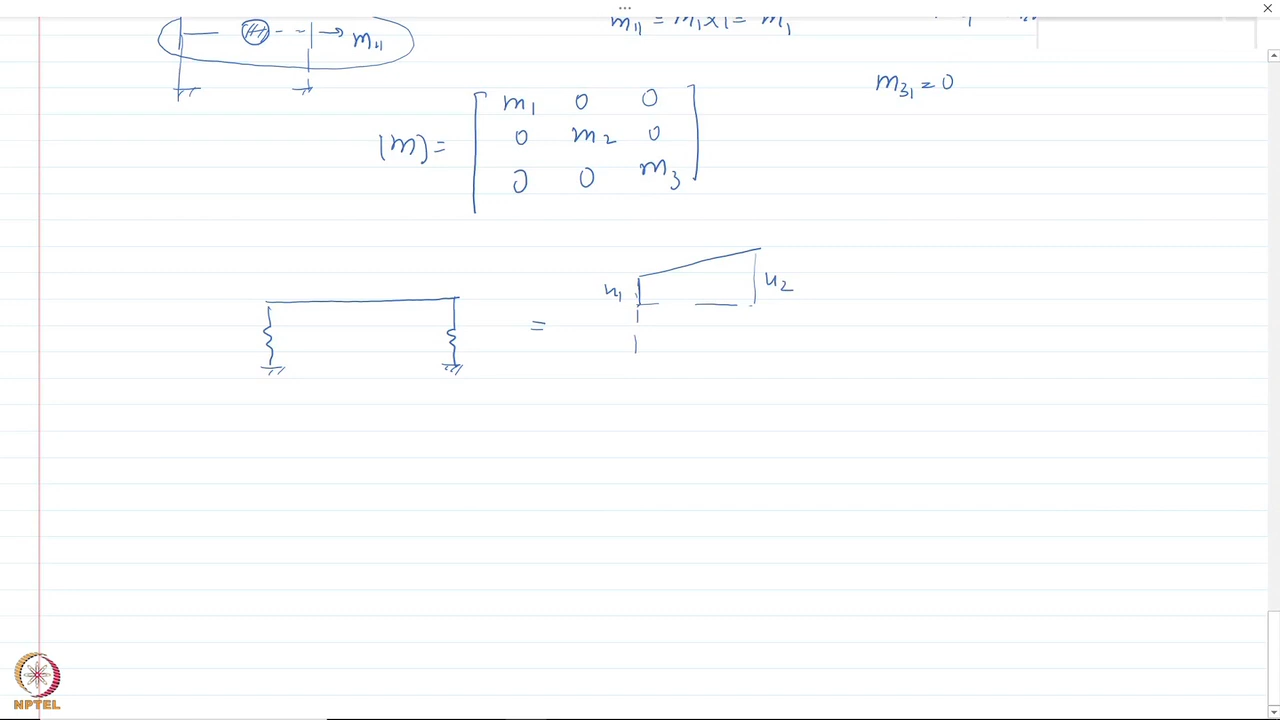 m₁₁ = m₁ x 1 = m₁
m₁₁
m₃₁ = 0
[m] = [ m₁ 0 0
0 m₂ 0
0 0 m₃ ]
u₁ u₂
=
NPTEL